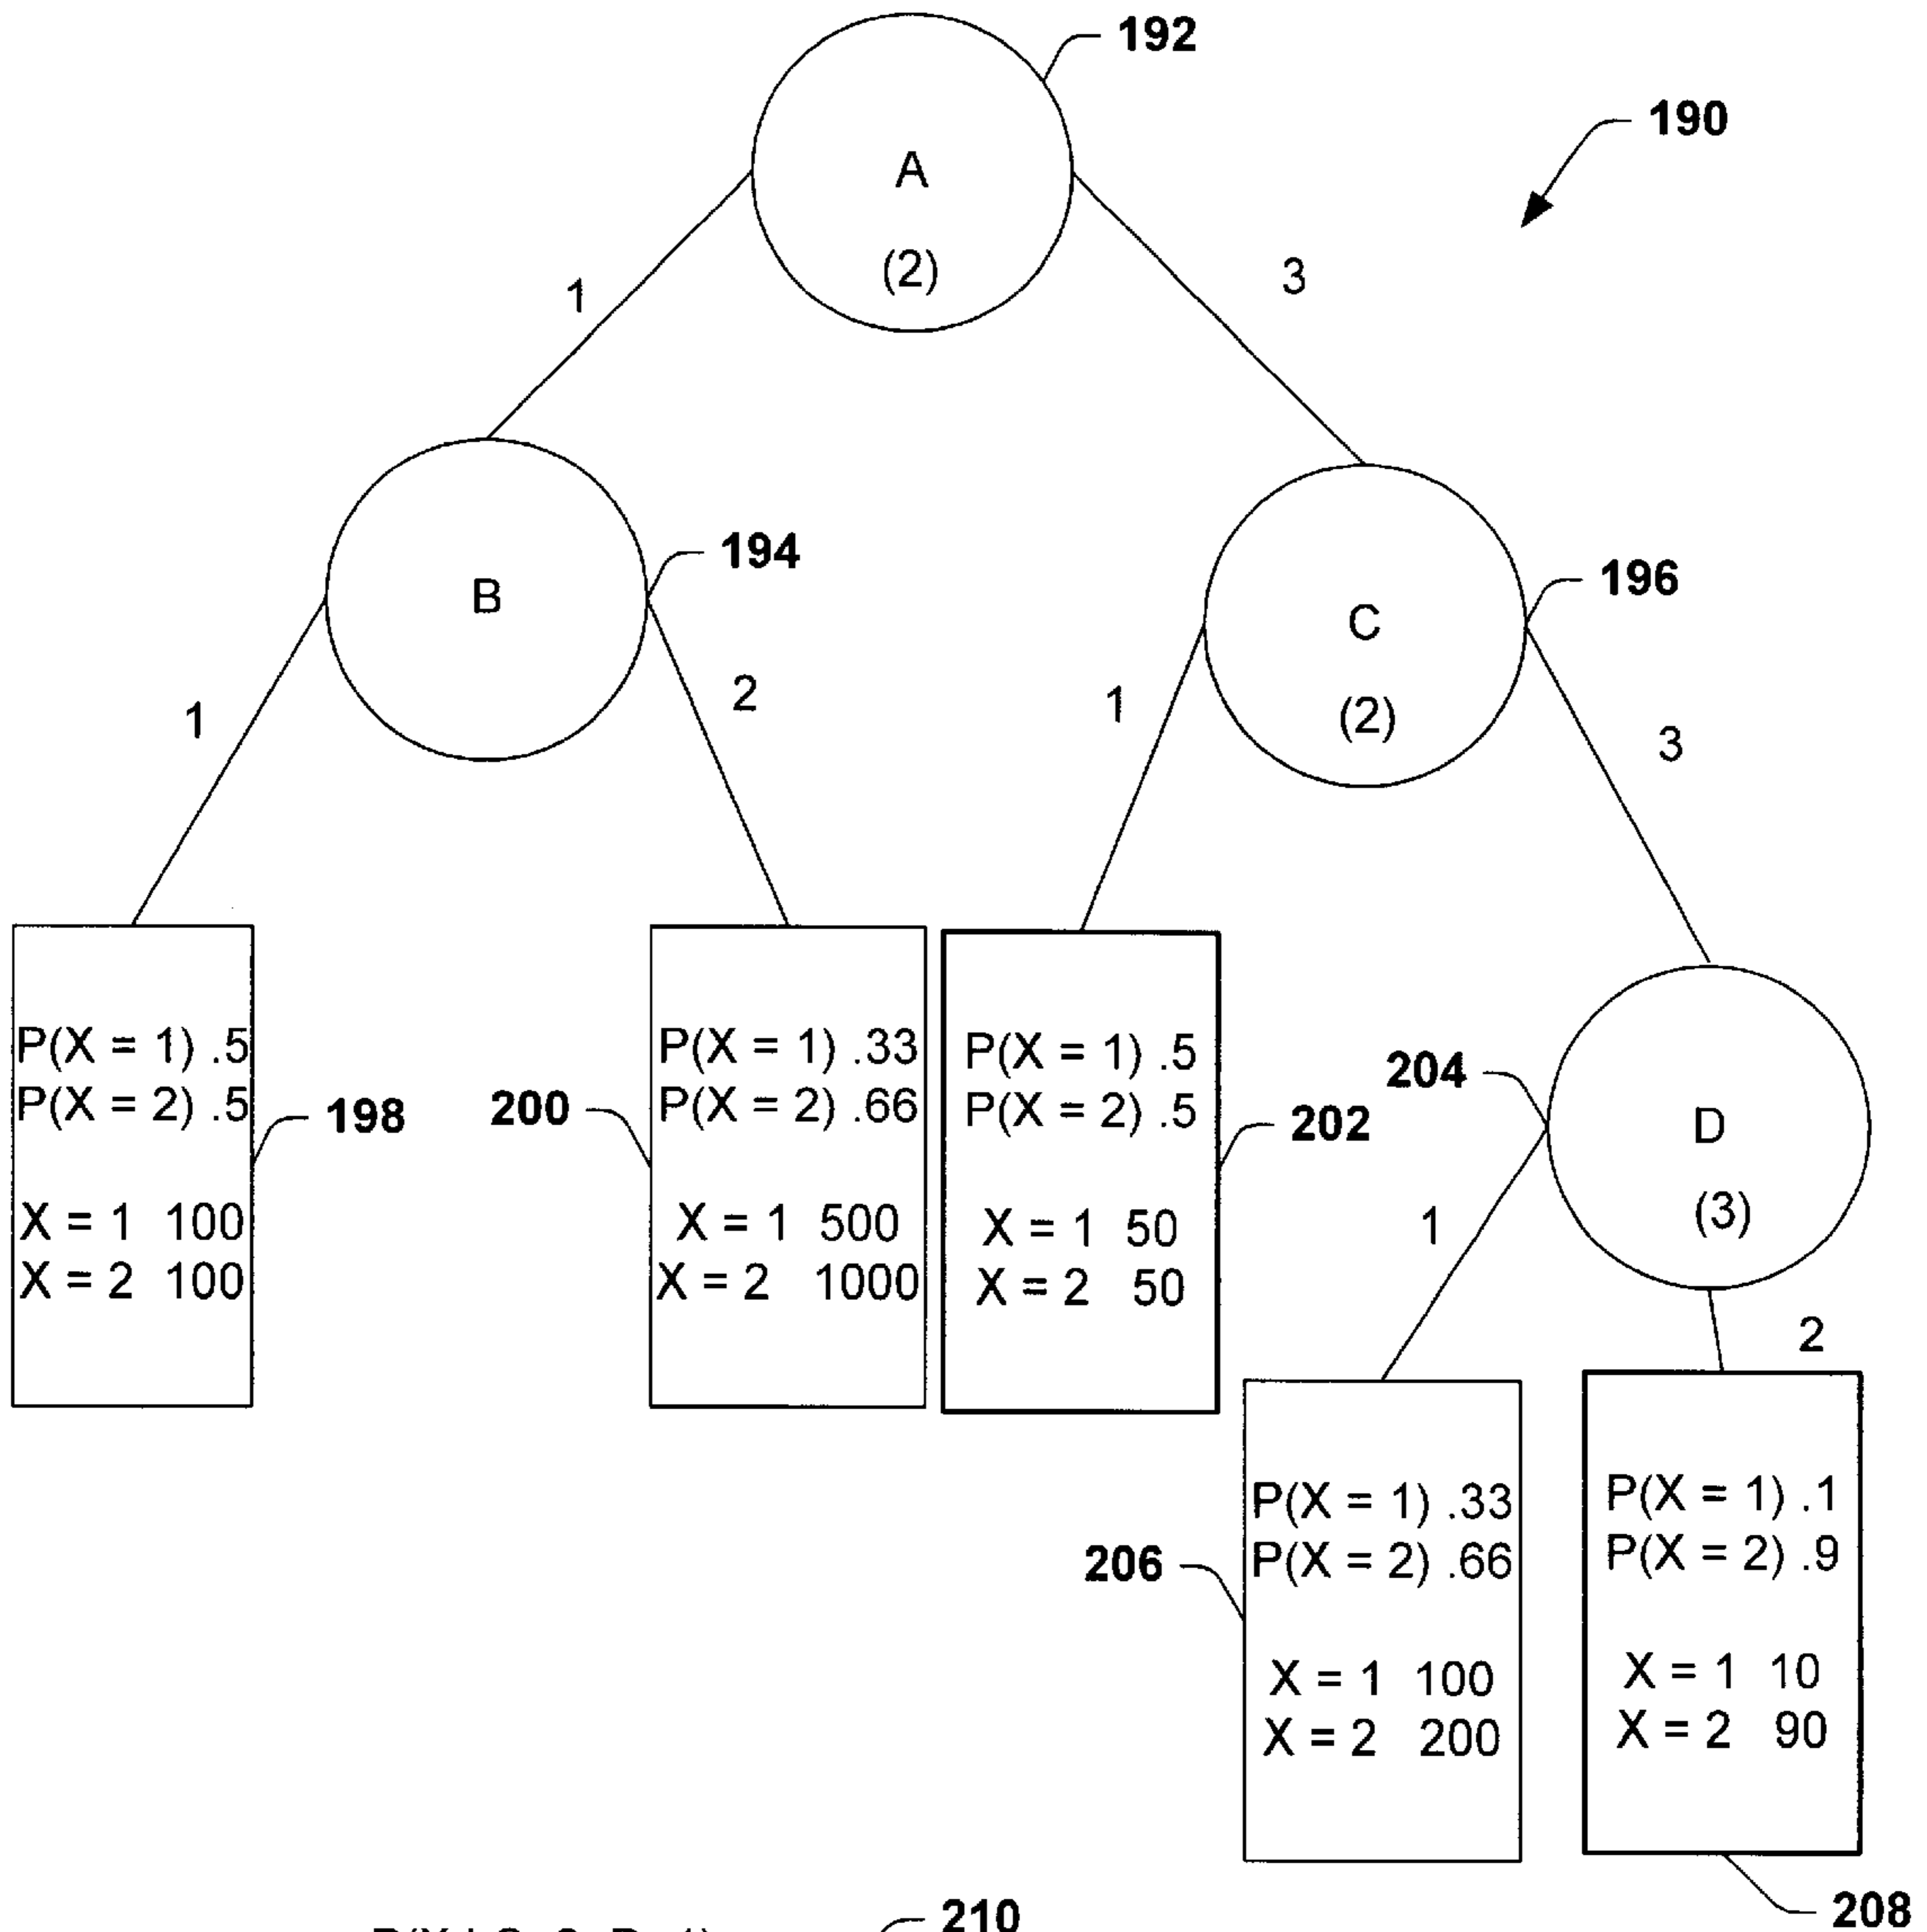 192
190
A
(2)
1
3
B
194
C
(2)
196
1
2
1
3
P(X = 1) .5
P(X = 2) .5
X = 1 100
X = 2 100
198
200
P(X = 1) .33
P(X = 2) .66
X = 1 500
X = 2 1000
P(X = 1) .5
P(X = 2) .5
X = 1 50
X = 2 50
202
204
D
(3)
1
2
206
P(X = 1) .33
P(X = 2) .66
X = 1 100
X = 2 200
P(X = 1) .1
P(X = 2) .9
X = 1 10
X = 2 90
208
210